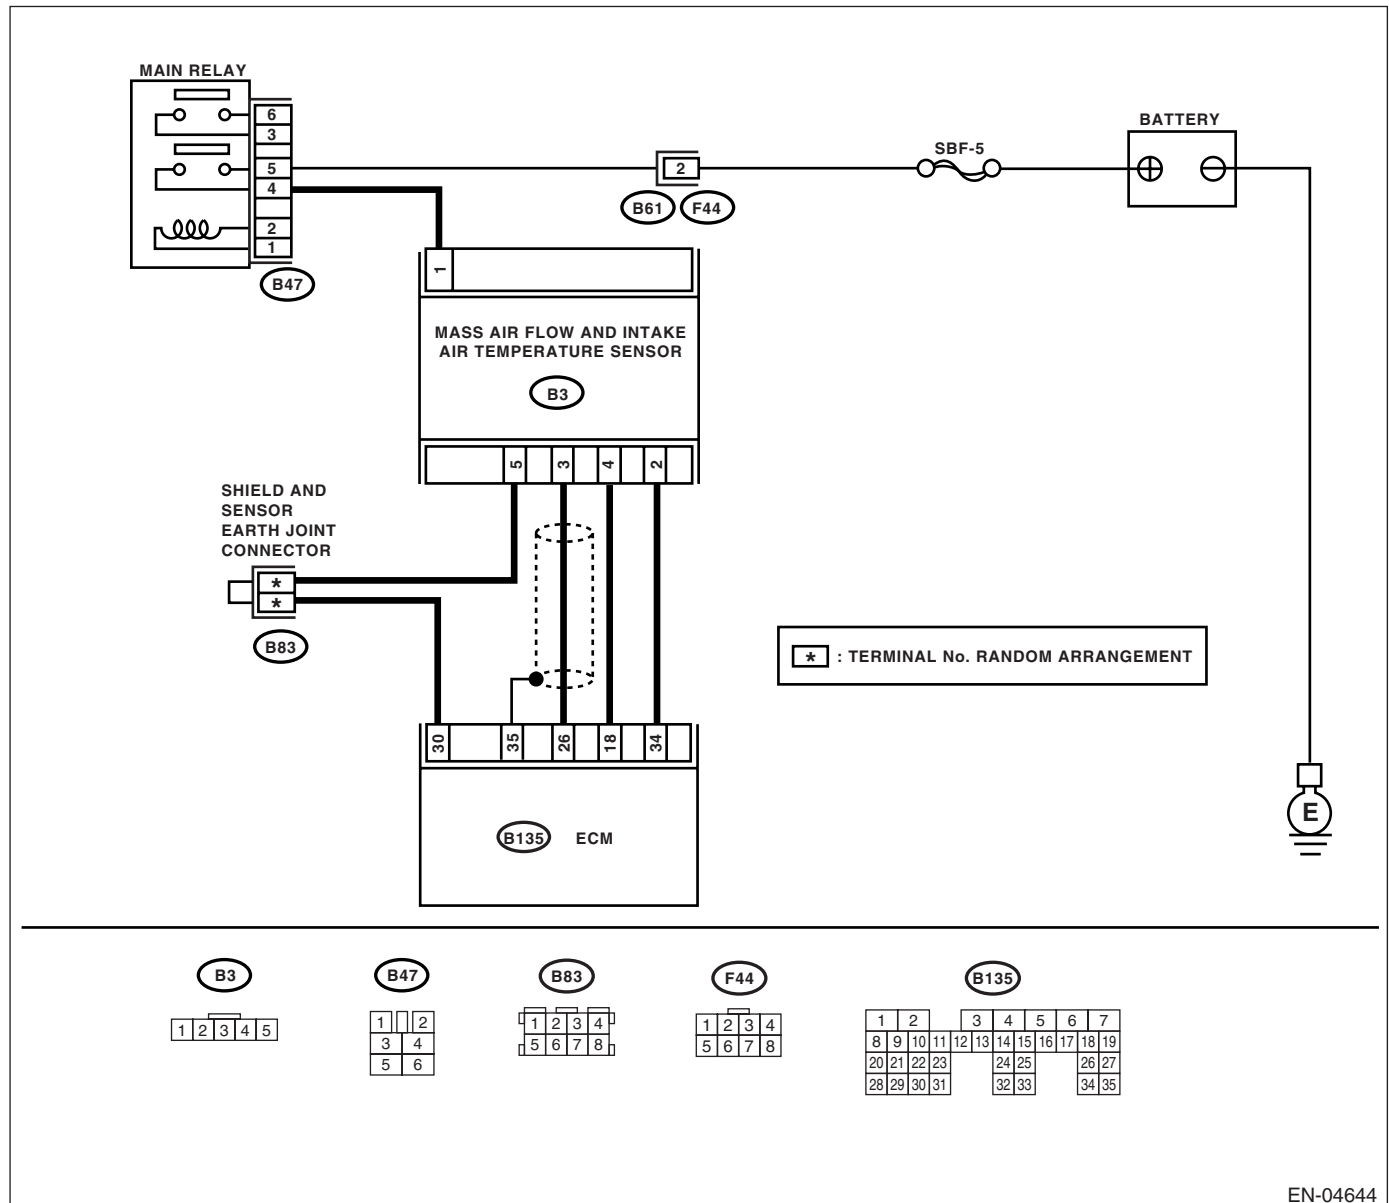 MAIN RELAY
6
3
5
4
2
1
B47
2
B61 F44
SBF-5
BATTERY
1
MASS AIR FLOW AND INTAKE
AIR TEMPERATURE SENSOR
B3
5 3 4 2
SHIELD AND
SENSOR
EARTH JOINT
CONNECTOR
*
*
B83
* : TERMINAL No. RANDOM ARRANGEMENT
30 35 26 18 34
B135 ECM
E
B3
1 2 3 4 5
B47
1 2
3 4
5 6
B83
1 2 3 4
5 6 7 8
F44
1 2 3 4
5 6 7 8
B135
1 2 3 4 5 6 7
8 9 10 11 12 13 14 15 16 17 18 19
20 21 22 23 24 25 26 27
28 29 30 31 32 33 34 35
EN-04644